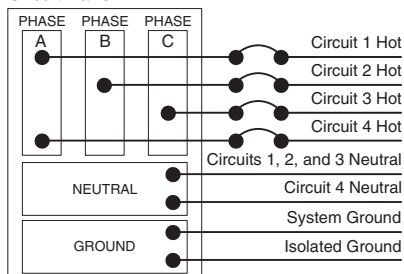 PHASE PHASE PHASE
A B C
Circuit 1 Hot
Circuit 2 Hot
Circuit 3 Hot
Circuit 4 Hot
Circuits 1, 2, and 3 Neutral
NEUTRAL
Circuit 4 Neutral
System Ground
GROUND
Isolated Ground